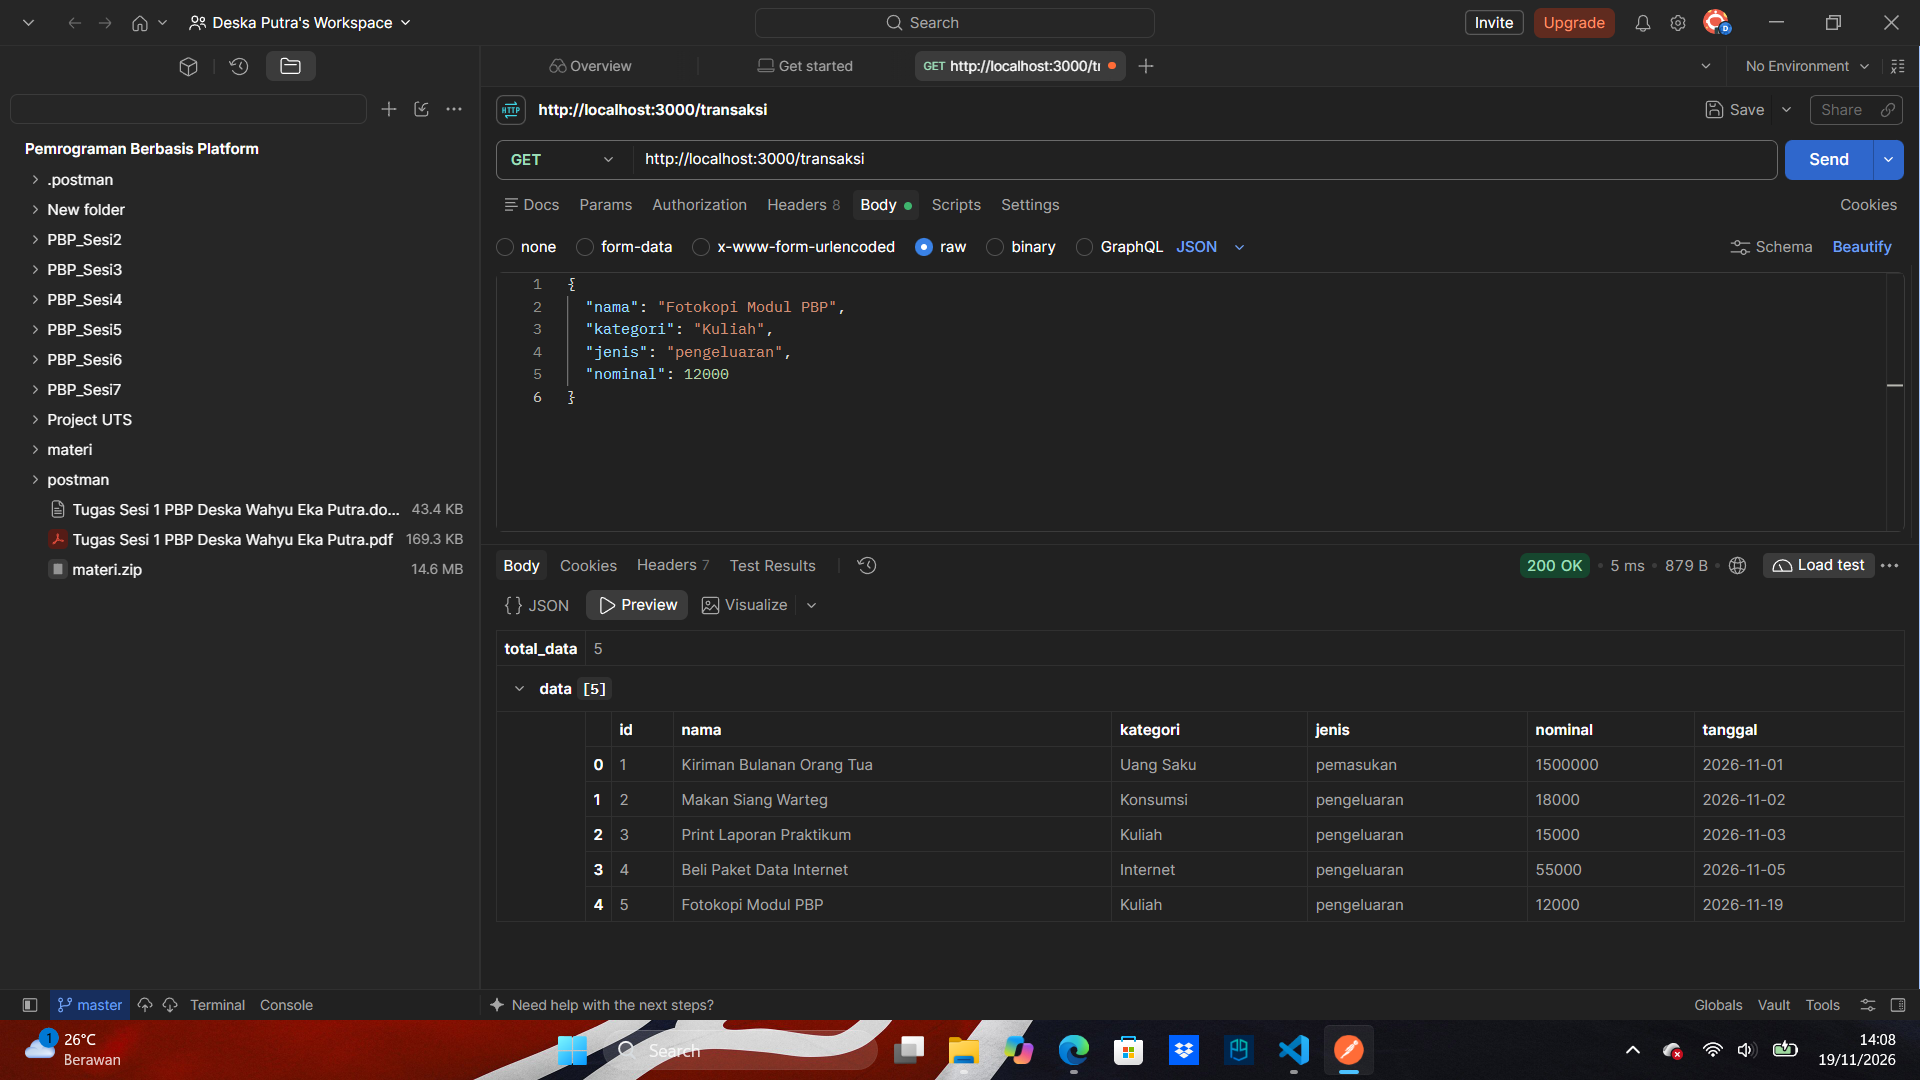 Deska Putra's Workspace
Search
Invite
Upgrade
D
Overview
Get started
GET http://localhost:3000/tr
No Environment
HTTP http://localhost:3000/transaksi
Save
Share
Pemrograman Berbasis Platform
.postman
New folder
PBP_Sesi2
PBP_Sesi3
PBP_Sesi4
PBP_Sesi5
PBP_Sesi6
PBP_Sesi7
Project UTS
materi
postman
Tugas Sesi 1 PBP Deska Wahyu Eka Putra.do... 43.4 KB
Tugas Sesi 1 PBP Deska Wahyu Eka Putra.pdf 169.3 KB
materi.zip 14.6 MB
GET http://localhost:3000/transaksi
Send
Docs Params Authorization Headers 8 Body Scripts Settings Cookies
none form-data x-www-form-urlencoded raw binary GraphQL JSON Schema Beautify
1 {
2 "nama": "Fotokopi Modul PBP",
3 "kategori": "Kuliah",
4 "jenis": "pengeluaran",
5 "nominal": 12000
6 }
Body Cookies Headers 7 Test Results 200 OK • 5 ms • 879 B • Load test
{} JSON Preview Visualize
total_data 5
data [5]
id nama kategori jenis nominal tanggal
0 1 Kiriman Bulanan Orang Tua Uang Saku pemasukan 1500000 2026-11-01
1 2 Makan Siang Warteg Konsumsi pengeluaran 18000 2026-11-02
2 3 Print Laporan Praktikum Kuliah pengeluaran 15000 2026-11-03
3 4 Beli Paket Data Internet Internet pengeluaran 55000 2026-11-05
4 5 Fotokopi Modul PBP Kuliah pengeluaran 12000 2026-11-19
master Terminal Console Need help with the next steps? Globals Vault Tools
1 26°C
Berawan
Search
14:08
19/11/2026